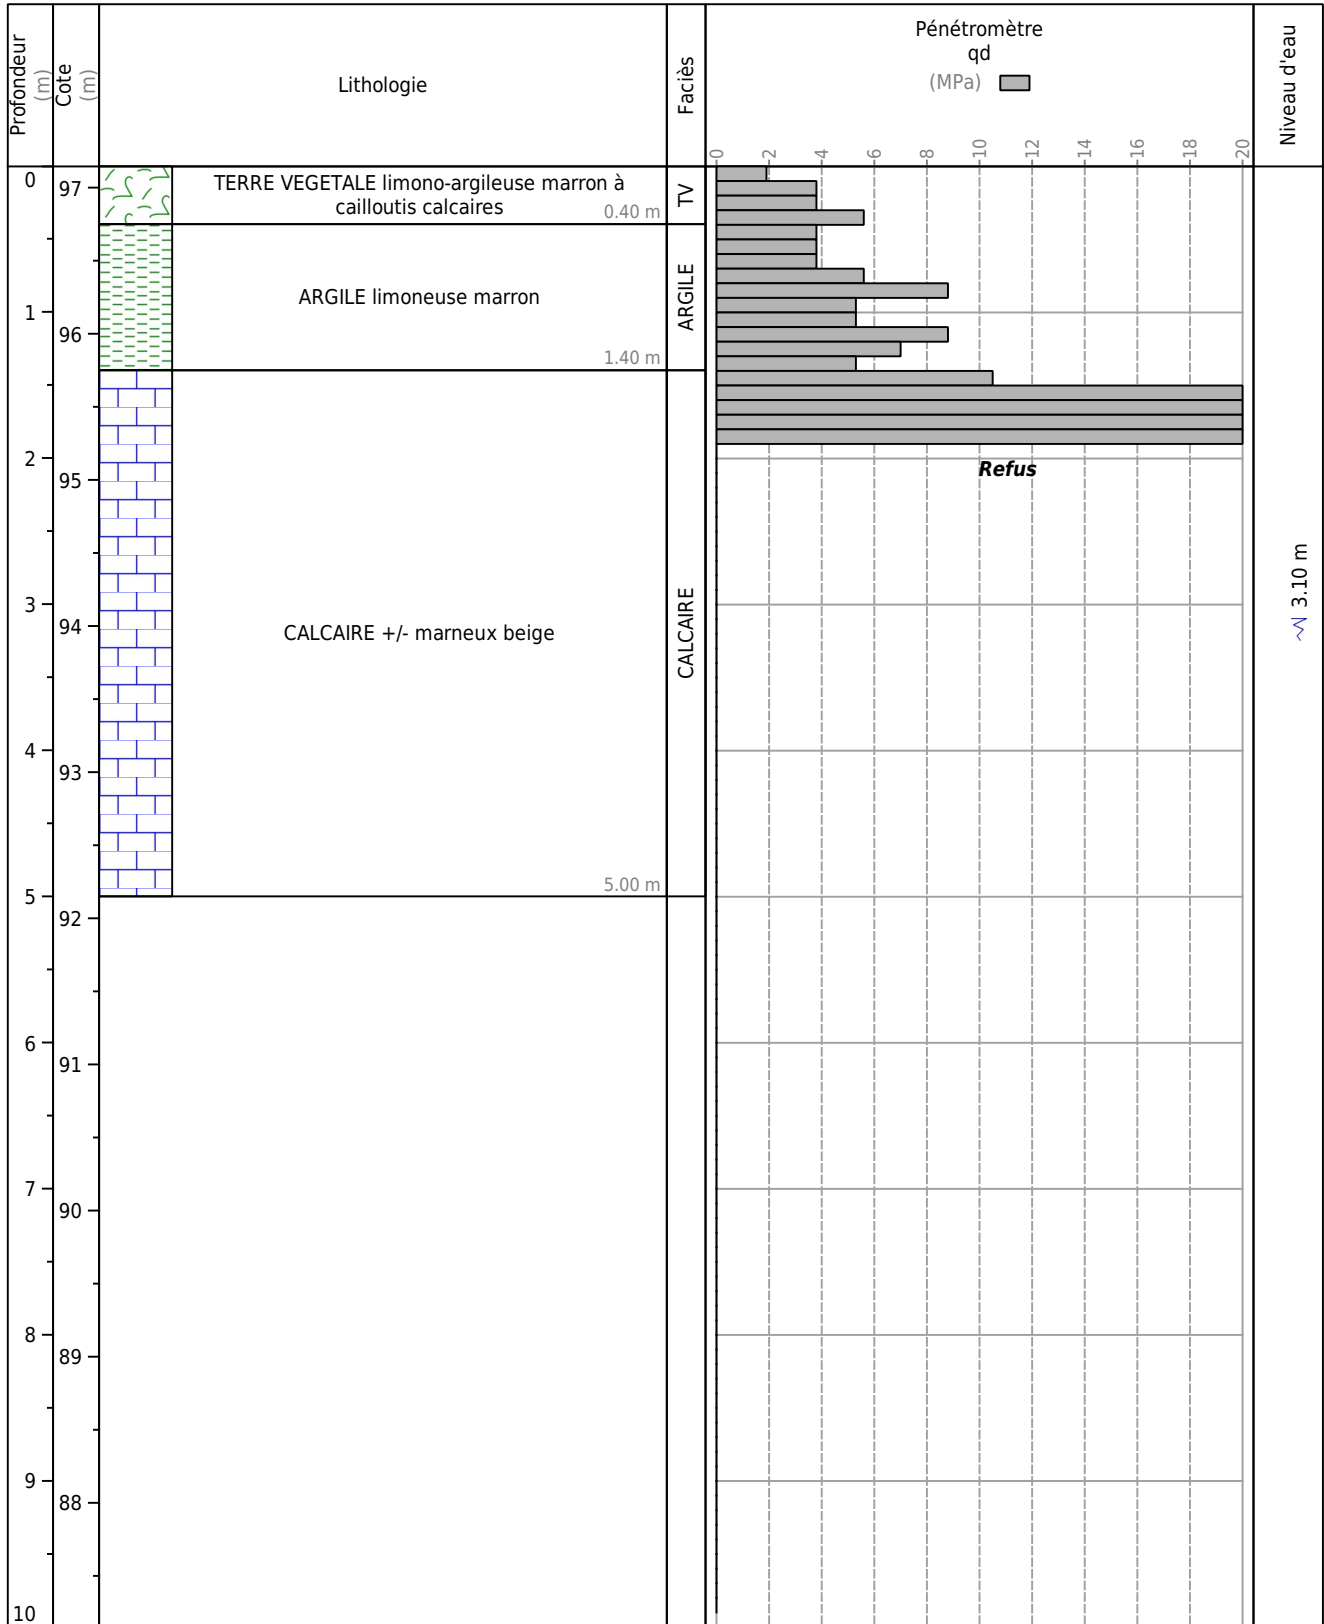 Profondeur
(m)
Cote
(m)
Lithologie
Faciès
Pénétromètre
qd
(MPa)
Niveau d'eau
0
2
4
6
8
10
12
14
16
18
20
0
97
TERRE VEGETALE limono-argileuse marron à
cailloutis calcaires
0.40 m
TV
ARGILE limoneuse marron
ARGILE
1
96
1.40 m
2
95
Refus
3
94
CALCAIRE +/- marneux beige
CALCAIRE
3.10 m
4
93
5.00 m
5
92
6
91
7
90
8
89
9
88
10